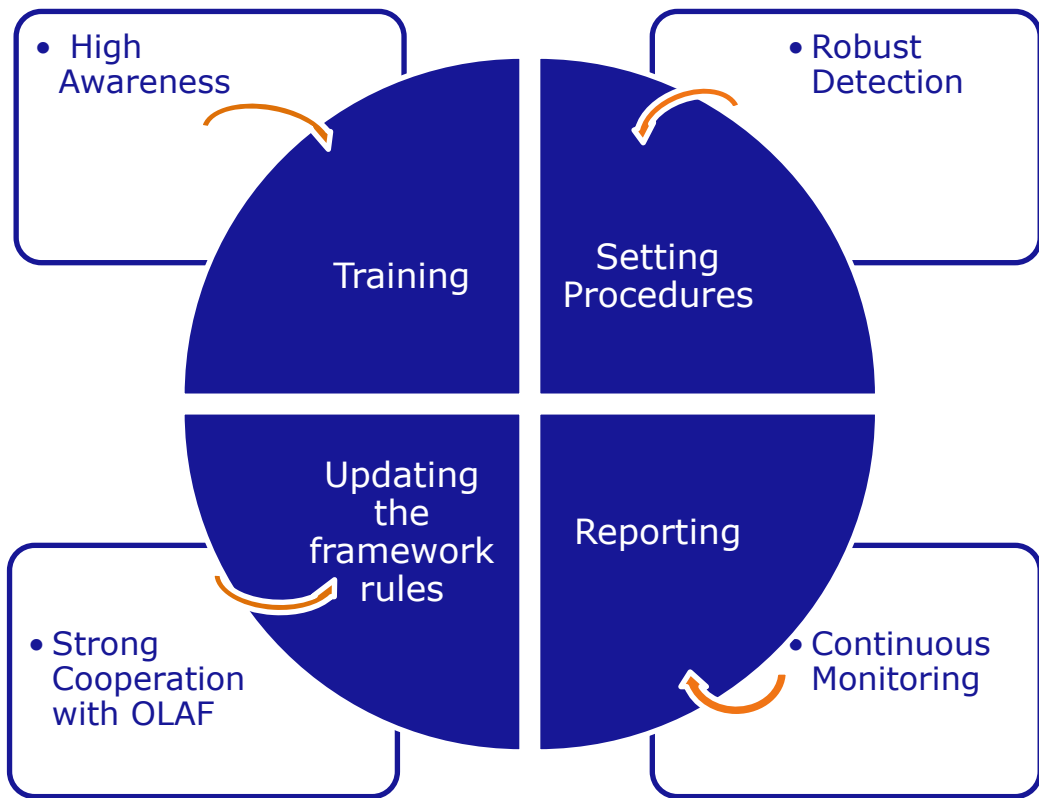 • High
Awareness
• Robust
Detection
Training
Setting
Procedures
Updating
the
framework
rules
Reporting
• Strong
Cooperation
with OLAF
• Continuous
Monitoring